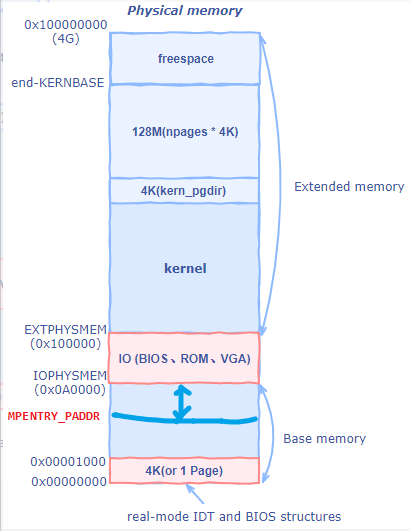 Physical memory
0x100000000
(4G)
freespace
end-KERNBASE
128M(npages * 4K)
Extended memory
4K(kern_pgdir)
kernel
EXTPHYSMEM
(0x100000)
IO (BIOS、ROM、VGA)
IOPHYSMEM
(0x0A0000)
MPENTRY_PADDR
Base memory
0x00001000
4K(or 1 Page)
0x00000000
real-mode IDT and BIOS structures